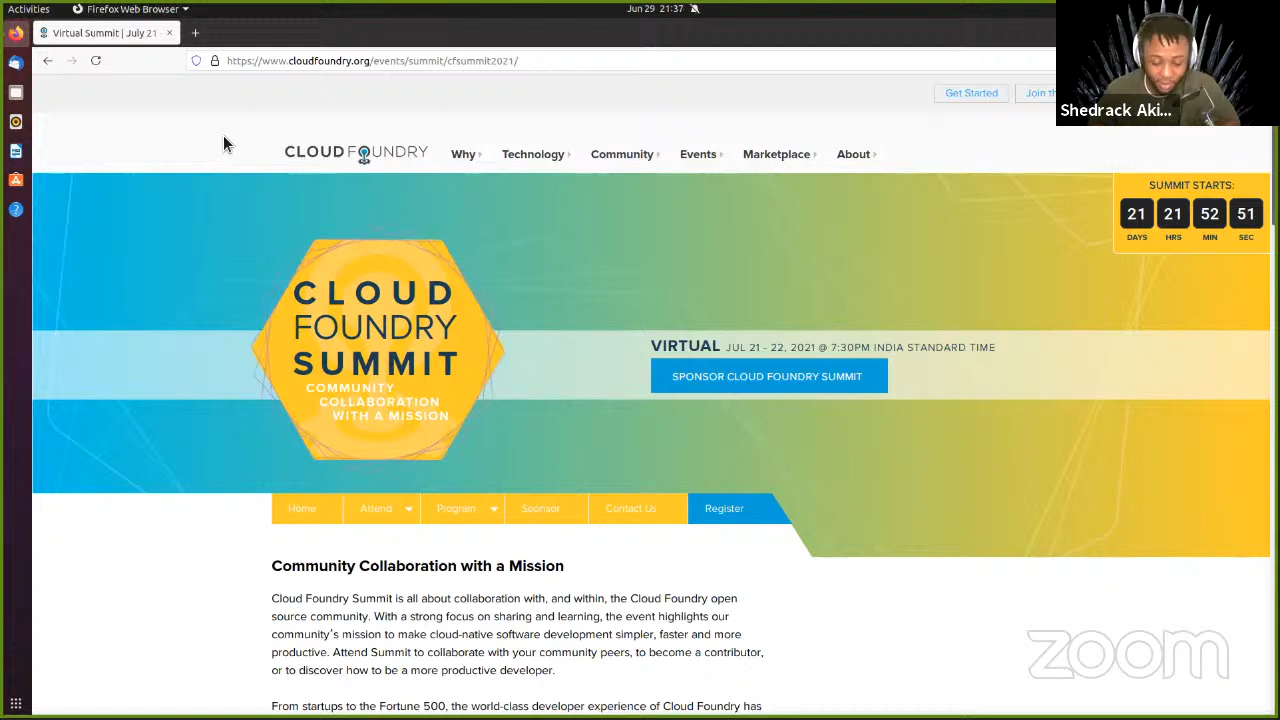 Activities
Firefox Web Browser
Jun 29 21:37
Virtual Summit | July 21 -
https://www.cloudfoundry.org/events/summit/cfsummit2021/
Get Started
Join th
Shedrack Aki...
CLOUD FOUNDRY
Why
Technology
Community
Events
Marketplace
About
SUMMIT STARTS:
21 21 52 51
DAYS HRS MIN SEC
CLOUD
FOUNDRY
SUMMIT
COMMUNITY
COLLABORATION
WITH A MISSION
VIRTUAL JUL 21 - 22, 2021 @ 7:30PM INDIA STANDARD TIME
SPONSOR CLOUD FOUNDRY SUMMIT
Home
Attend
Program
Sponsor
Contact Us
Register
Community Collaboration with a Mission
Cloud Foundry Summit is all about collaboration with, and within, the Cloud Foundry open
source community. With a strong focus on sharing and learning, the event highlights our
community's mission to make cloud-native software development simpler, faster and more
productive. Attend Summit to collaborate with your community peers, to become a contributor,
or to discover how to be a more productive developer.
From startups to the Fortune 500, the world-class developer experience of Cloud Foundry has
zoom